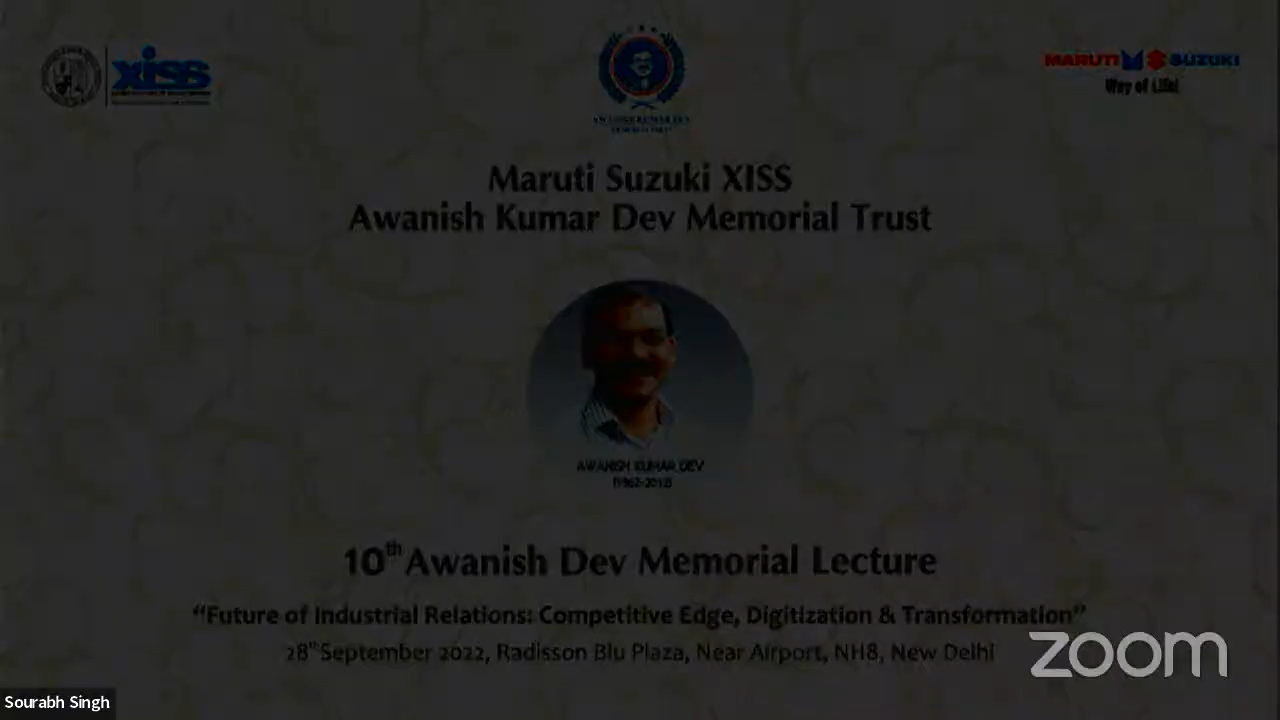 xiss
MARUTI SUZUKI
Way of Life!
Maruti Suzuki XISS
Awanish Kumar Dev Memorial Trust
AWANISH KUMAR DEV
(1962-2012)
10th Awanish Dev Memorial Lecture
“Future of Industrial Relations: Competitive Edge, Digitization & Transformation”
28th September 2022, Radisson Blu Plaza, Near Airport, NH8, New Delhi
zoom
Sourabh Singh